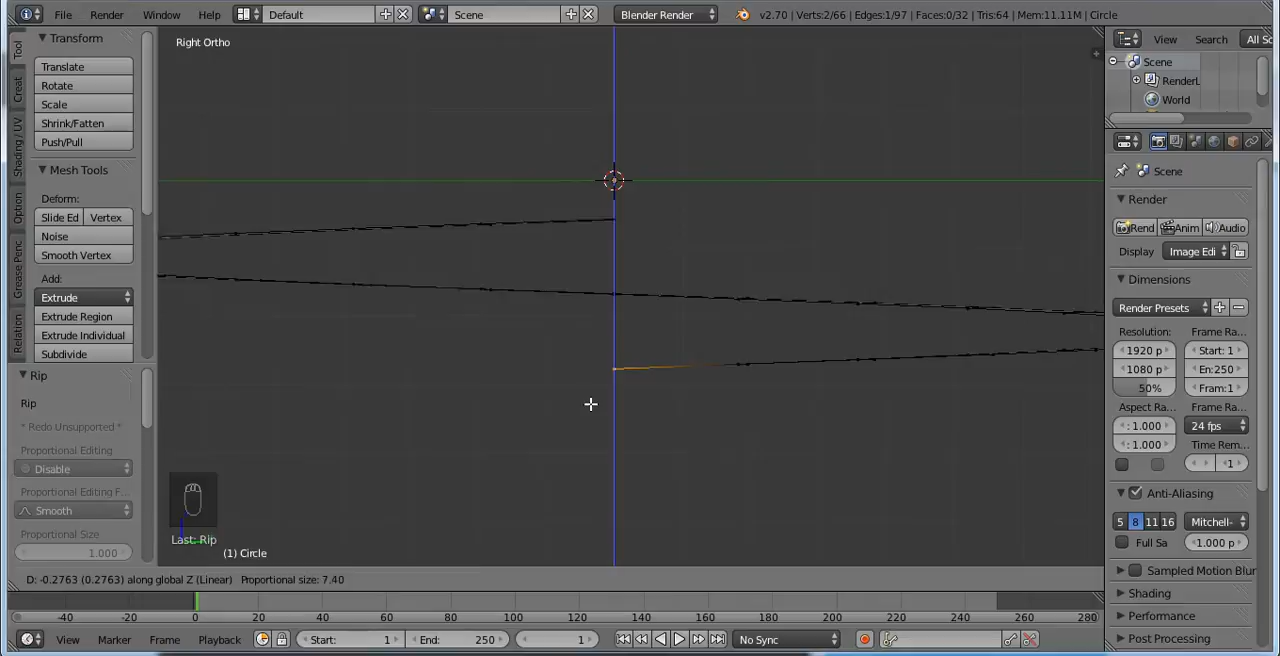 File Render Window Help Default Scene Blender Render v2.70 | Verts:2/66 | Edges:1/97 | Faces:0/32 | Tris:64 | Mem:11.11M | Circle
Tool
Creat
Shading / UV
Option
Grease Penc
Relation
Transform
Translate
Rotate
Scale
Shrink/Fatten
Push/Pull
Mesh Tools
Deform:
Slide Ed Vertex
Noise
Smooth Vertex
Add:
Extrude
Extrude Region
Extrude Individual
Subdivide
Rip
Rip
* Redo Unsupported *
Proportional Editing
Disable
Proportional Editing F...
Smooth
Proportional Size
1.000
Right Ortho
Last: Rip
(1) Circle
D: -0.2763 (0.2763) along global Z (Linear) Proportional size: 7.40
View Search All Sc
Scene
RenderL
World
Scene
Render
Rend Anim Audio
Display Image Edi
Dimensions
Render Presets
Resolution: Frame Ra...
1920 p Start: 1
1080 p En:250
50% Fram:1
Aspect Ra... Frame Ra...
: 1.000 24 fps
: 1.000 Time Rem...
1
Anti-Aliasing
5 8 11 16 Mitchell-
Full Sa 1.000 p
Sampled Motion Blur
Shading
Performance
Post Processing
-40 -20 0 20 40 60 80 100 120 140 160 180 200 220 240 260 280
View Marker Frame Playback Start: 1 End: 250 1 No Sync